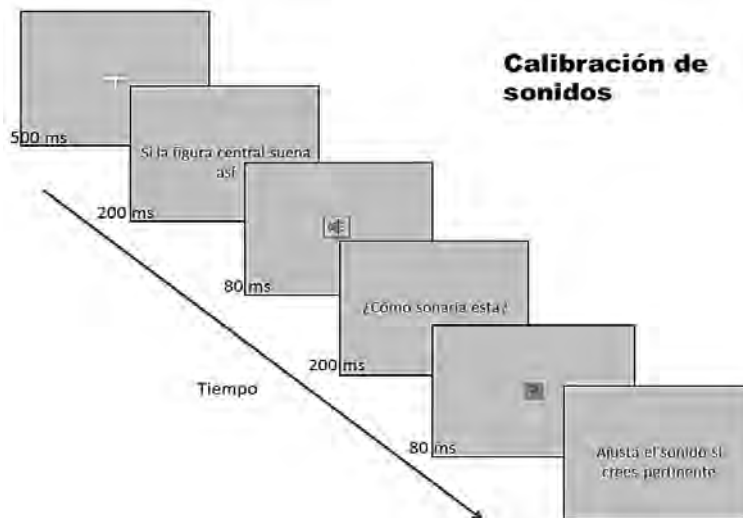 Calibración de
sonidos
500 ms
Si la figura central suena
así
200 ms
80 ms
¿Cómo sonaría esta?
200 ms
Tiempo
80 ms
Ajusta el sonido si
crees pertinente